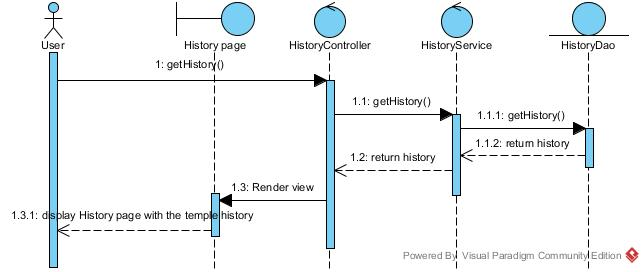 User
History page
HistoryController
HistoryService
HistoryDao
1: getHistory()
1.1: getHistory()
1.1.1: getHistory()
1.1.2: return history
1.2: return history
1.3: Render view
1.3.1: display History page with the temple history
Powered By Visual Paradigm Community Edition